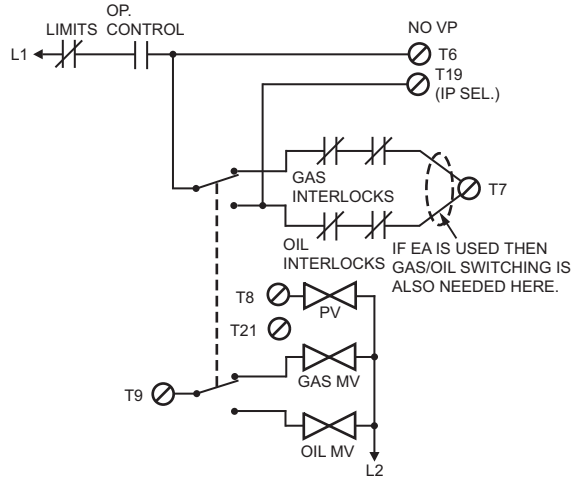 OP.
LIMITS CONTROL
NO VP
L1
T6
T19
(IP SEL.)
GAS
INTERLOCKS
T7
OIL
INTERLOCKS
IF EA IS USED THEN
GAS/OIL SWITCHING IS
ALSO NEEDED HERE.
T8
PV
T21
GAS MV
T9
OIL MV
L2